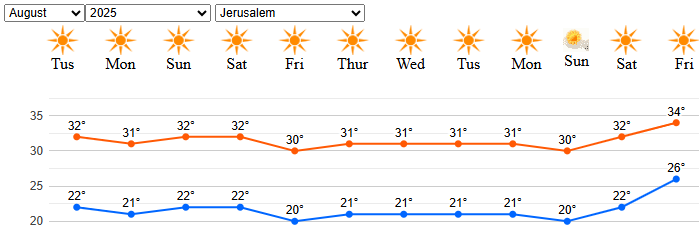 August 2025 Jerusalem
Tus Mon Sun Sat Fri Thur Wed Tus Mon Sun Sat Fri
35
32° 31° 32° 32° 30° 31° 31° 31° 31° 30° 32° 34°
30
25
22° 21° 22° 22° 20° 21° 21° 21° 21° 20° 22° 26°
20